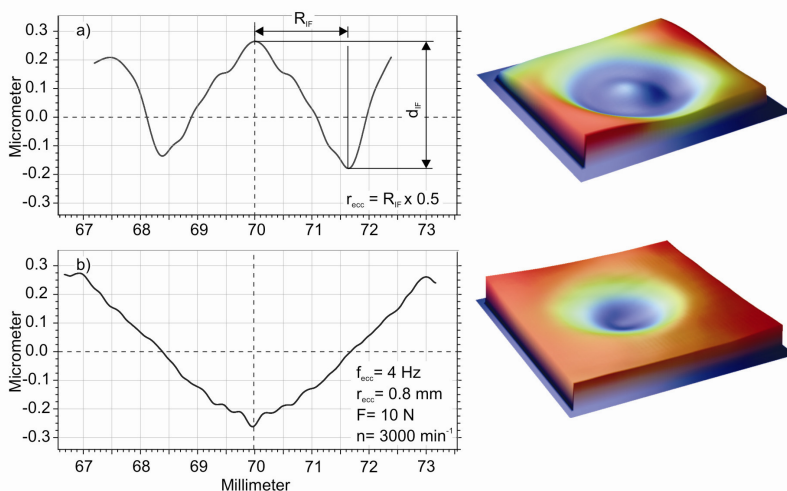 a)
R_IF
d_IF
r_ecc = R_IF x 0.5
Micrometer
0.3
0.2
0.1
0.0
-0.1
-0.2
-0.3
67 68 69 70 71 72 73
b)
f_ecc= 4 Hz
r_ecc= 0.8 mm
F= 10 N
n= 3000 min⁻¹
Micrometer
0.3
0.2
0.1
0.0
-0.1
-0.2
-0.3
67 68 69 70 71 72 73
Millimeter